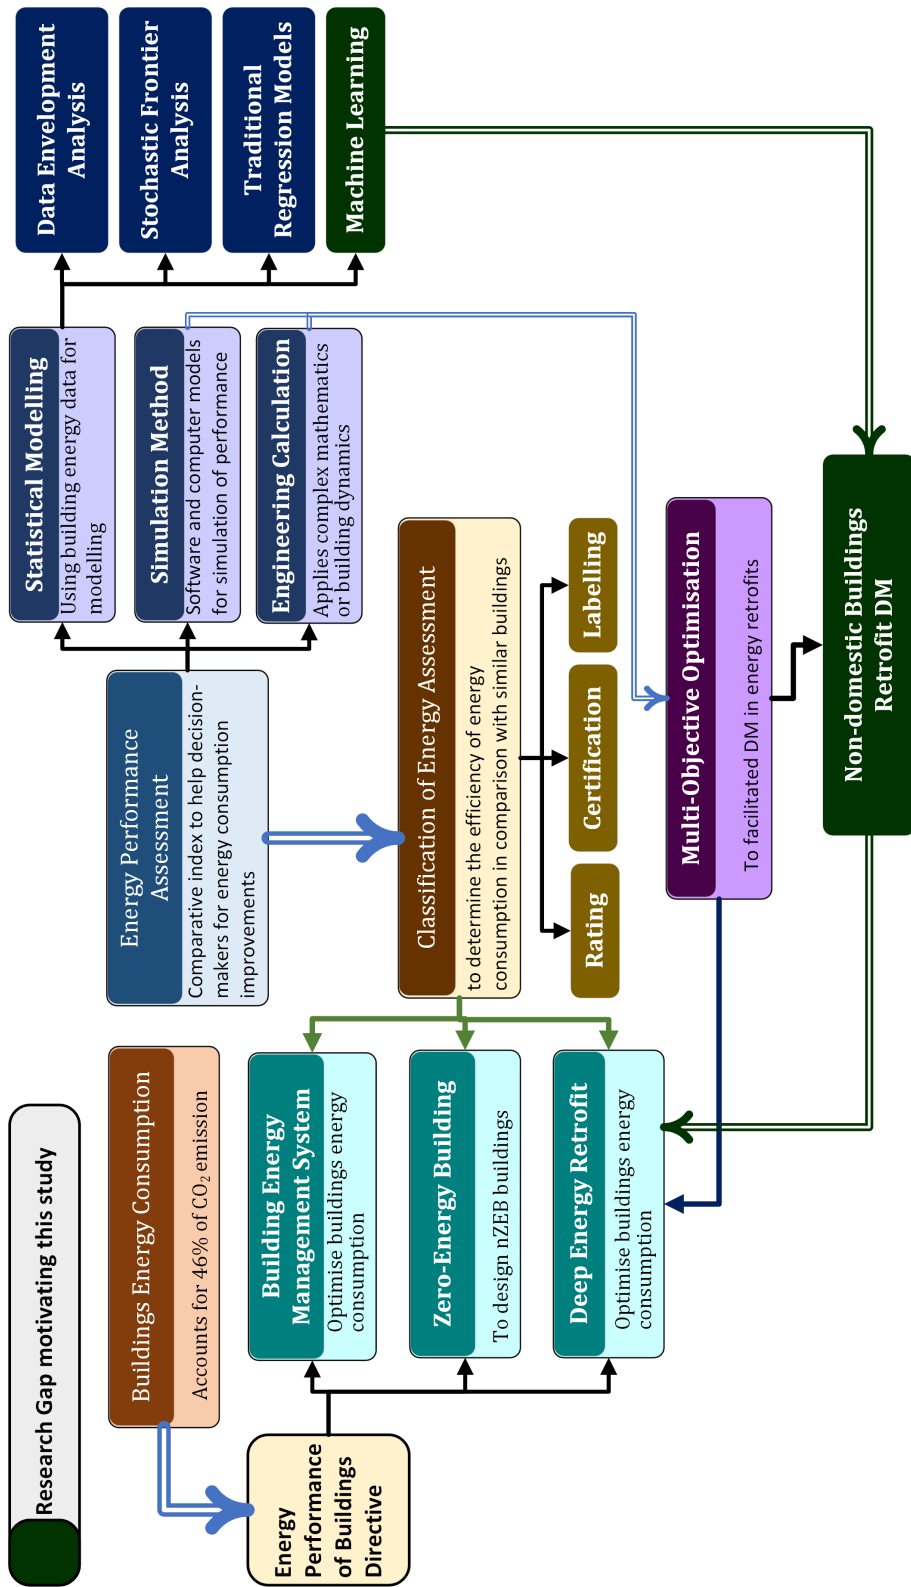 Research Gap motivating this study
Buildings Energy Consumption
Accounts for 46% of CO₂ emission
Energy
Performance
of Buildings
Directive
Building Energy
Management System
Optimise buildings energy
consumption
Zero-Energy Building
To design nZEB buildings
Deep Energy Retrofit
Optimise buildings energy
consumption
Energy Performance
Assessment
Comparative index to help decision-
makers for energy consumption
improvements
Classification of Energy Assessment
to determine the efficiency of energy
consumption in comparison with similar buildings
Rating
Certification
Labelling
Multi-Objective Optimisation
To facilitated DM in energy retrofits
Non-domestic Buildings
Retrofit DM
Statistical Modelling
Using building energy data for
modelling
Simulation Method
Software and computer models
for simulation of performance
Engineering Calculation
Applies complex mathematics
or building dynamics
Data Envelopment
Analysis
Stochastic Frontier
Analysis
Traditional
Regression Models
Machine Learning